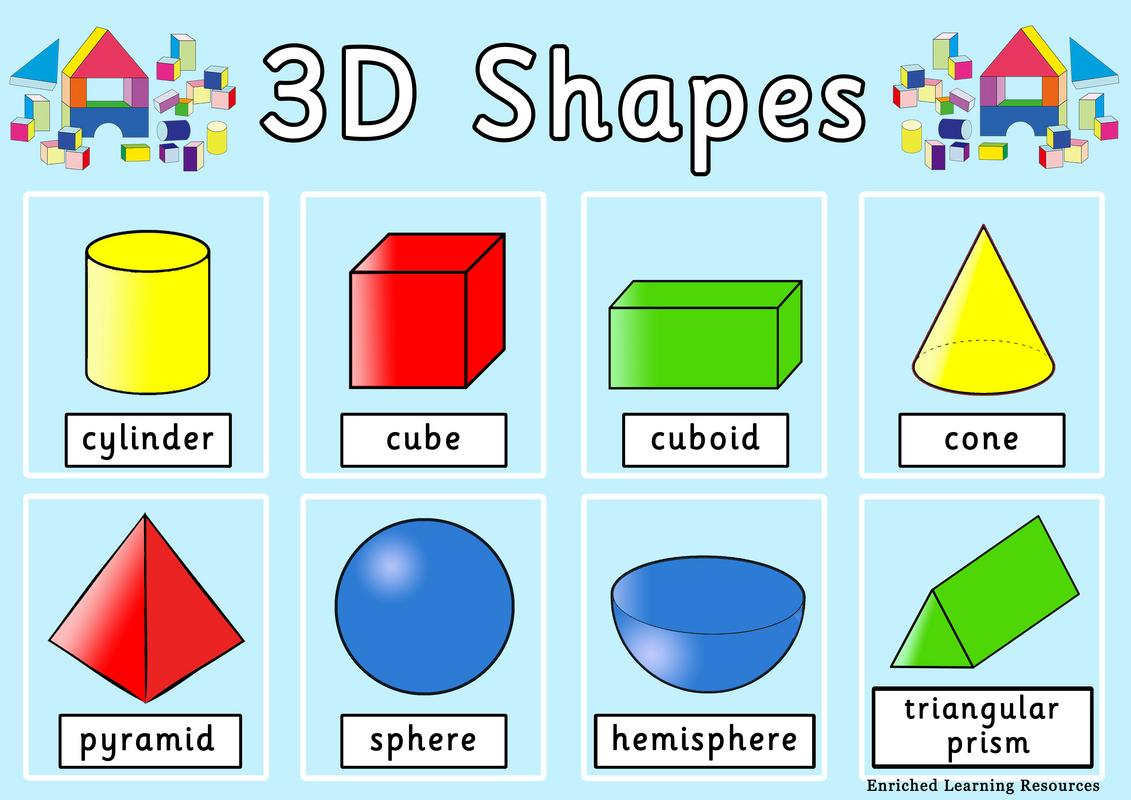 3D Shapes
cylinder
cube
cuboid
cone
pyramid
sphere
hemisphere
triangular
prism
Enriched Learning Resources